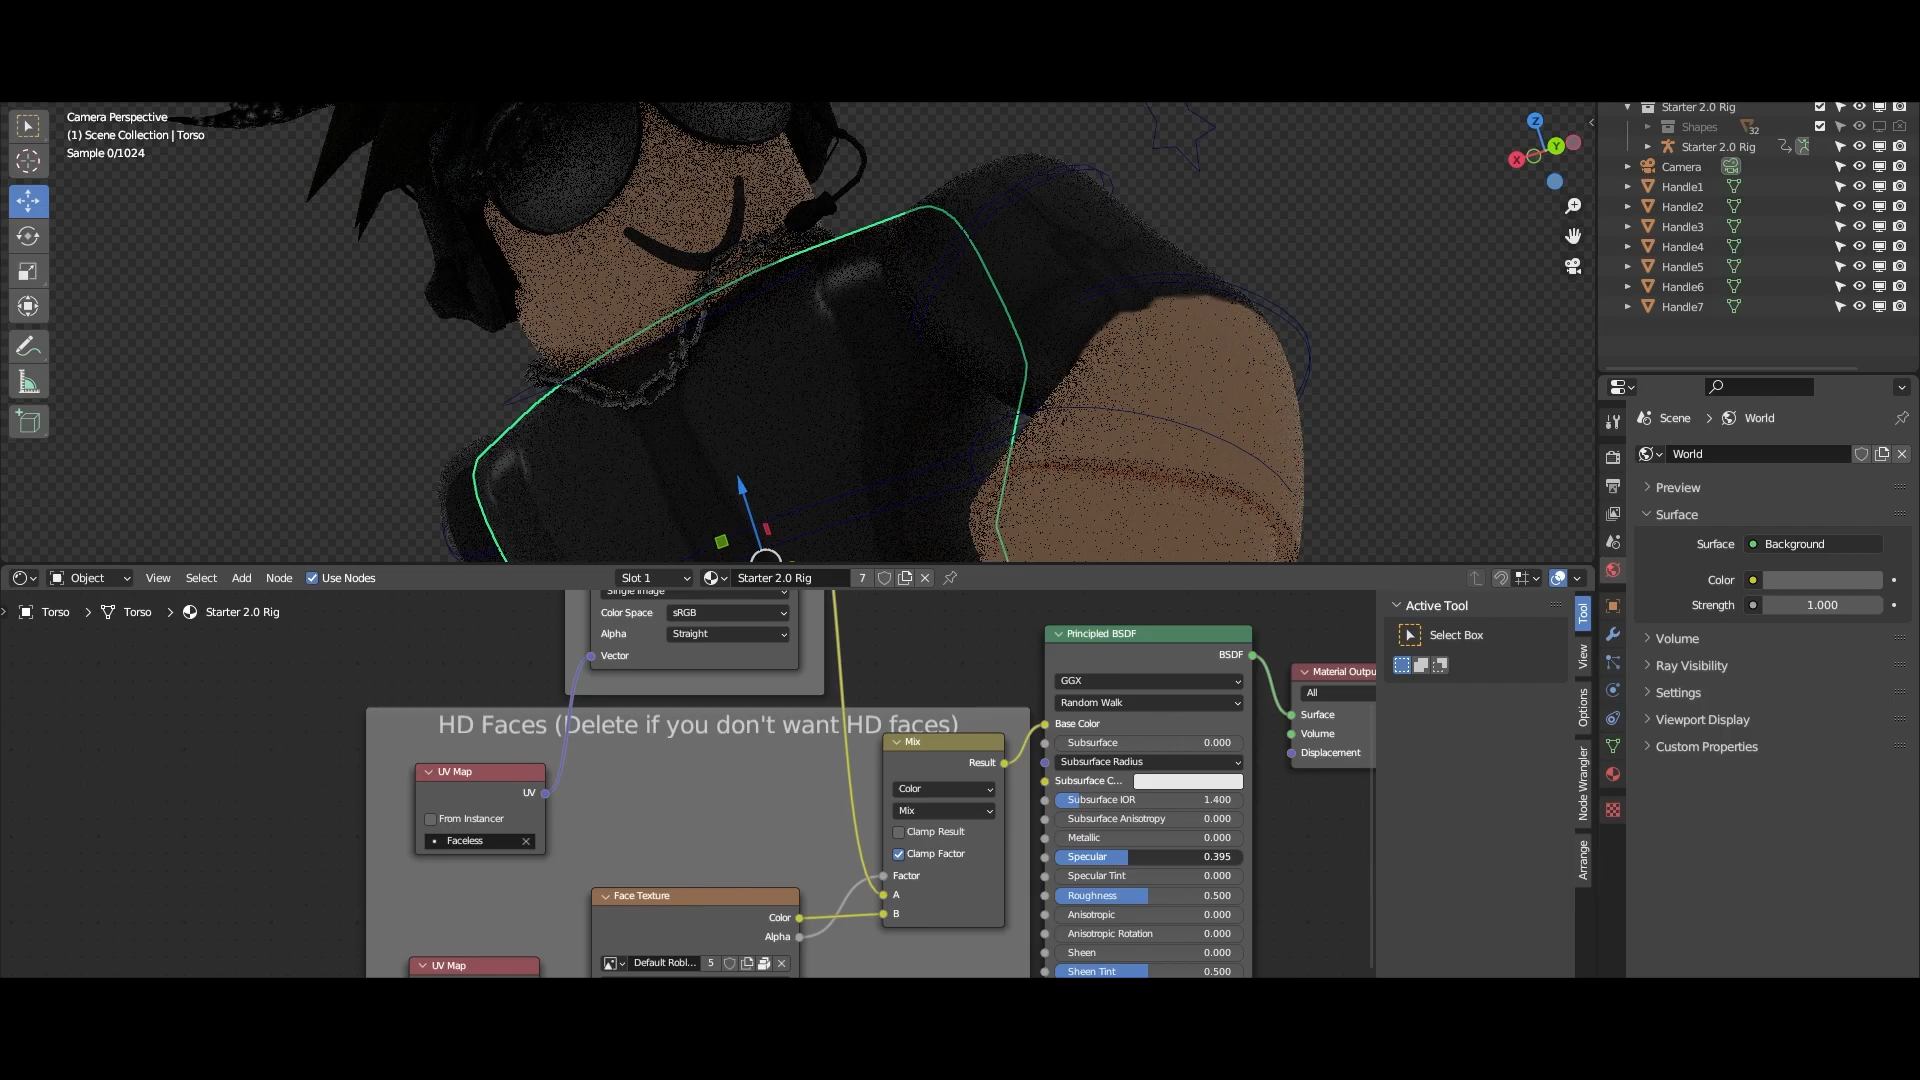 Camera Perspective
(1) Scene Collection | Torso
Sample 0/1024
Z
Y
X
Starter 2.0 Rig
Shapes
32
Starter 2.0 Rig
Camera
Handle1
Handle2
Handle3
Handle4
Handle5
Handle6
Handle7
Scene
World
World
Preview
Surface
Surface
Background
Color
Strength
1.000
Volume
Ray Visibility
Settings
Viewport Display
Custom Properties
Object
View
Select
Add
Node
Use Nodes
Slot 1
Starter 2.0 Rig
7
Torso
Torso
Starter 2.0 Rig
Single Image
Color Space
sRGB
Alpha
Straight
Vector
HD Faces (Delete if you don't want HD faces)
UV Map
UV
From Instancer
Faceless
UV Map
Face Texture
Color
Alpha
Default Robl...
5
Mix
Result
Color
Mix
Clamp Result
Clamp Factor
Factor
A
B
Principled BSDF
BSDF
GGX
Random Walk
Base Color
Subsurface 0.000
Subsurface Radius
Subsurface C...
Subsurface IOR 1.400
Subsurface Anisotropy 0.000
Metallic 0.000
Specular 0.395
Specular Tint 0.000
Roughness 0.500
Anisotropic 0.000
Anisotropic Rotation 0.000
Sheen 0.000
Sheen Tint 0.500
Material Outpu
All
Surface
Volume
Displacement
Active Tool
Select Box
Tool
View
Options
Node Wrangler
Arrange